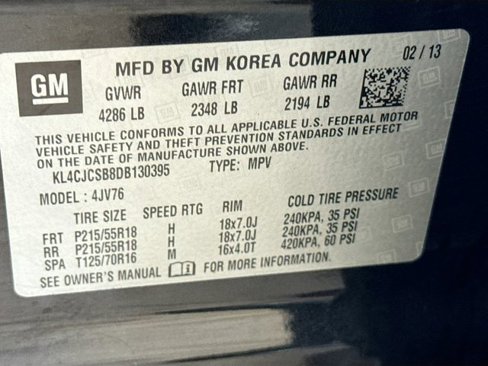 GM
MFD BY GM KOREA COMPANY 02/13
GVWR GAWR FRT GAWR RR
4286 LB 2348 LB 2194 LB
THIS VEHICLE CONFORMS TO ALL APPLICABLE U.S. FEDERAL MOTOR
VEHICLE SAFETY AND THEFT PREVENTION STANDARDS IN EFFECT
ON THE DATE OF MANUFACTURE SHOWN ABOVE.
KL4CJCSB8DB130395 TYPE: MPV
MODEL : 4JV76
TIRE SIZE SPEED RTG RIM COLD TIRE PRESSURE
FRT P215/55R18 H 18x7.0J 240KPA, 35 PSI
RR P215/55R18 H 18x7.0J 240KPA, 35 PSI
SPA T125/70R16 M 16x4.0T 420KPA, 60 PSI
SEE OWNER'S MANUAL FOR MORE INFORMATION.